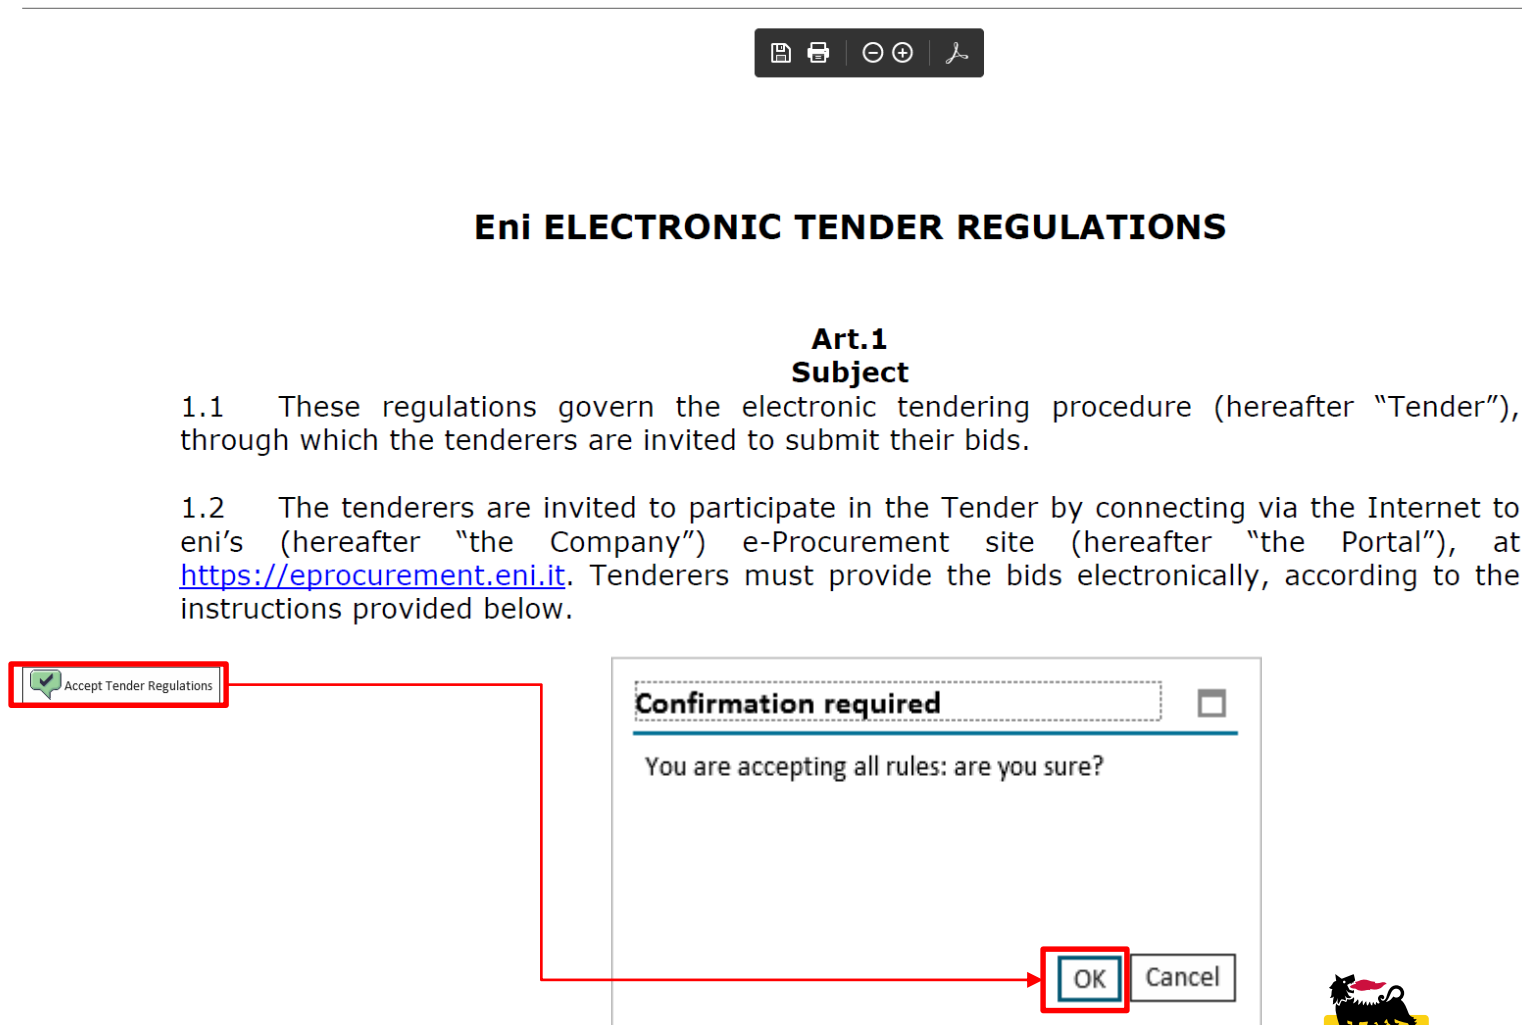 Eni ELECTRONIC TENDER REGULATIONS
Art.1
Subject
1.1 These regulations govern the electronic tendering procedure (hereafter “Tender”),
through which the tenderers are invited to submit their bids.
1.2 The tenderers are invited to participate in the Tender by connecting via the Internet to
eni’s (hereafter “the Company”) e-Procurement site (hereafter “the Portal”), at
https://eprocurement.eni.it. Tenderers must provide the bids electronically, according to the
instructions provided below.
Accept Tender Regulations
Confirmation required
You are accepting all rules: are you sure?
OK
Cancel